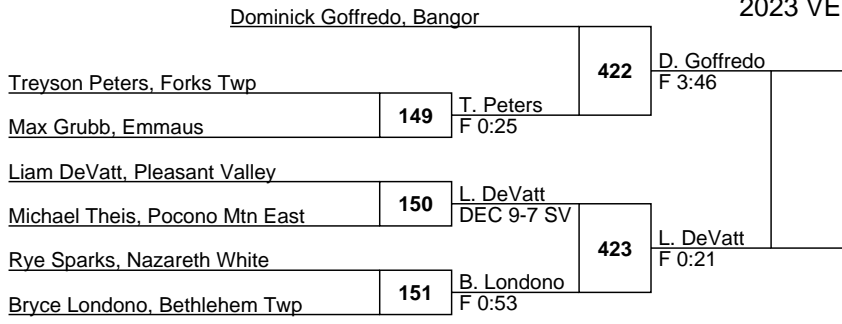 2023 VE
Dominick Goffredo, Bangor
422
D. Goffredo
F 3:46
Treyson Peters, Forks Twp
149
T. Peters
F 0:25
Max Grubb, Emmaus
Liam DeVatt, Pleasant Valley
150
L. DeVatt
DEC 9-7 SV
Michael Theis, Pocono Mtn East
423
L. DeVatt
F 0:21
Rye Sparks, Nazareth White
151
B. Londono
F 0:53
Bryce Londono, Bethlehem Twp